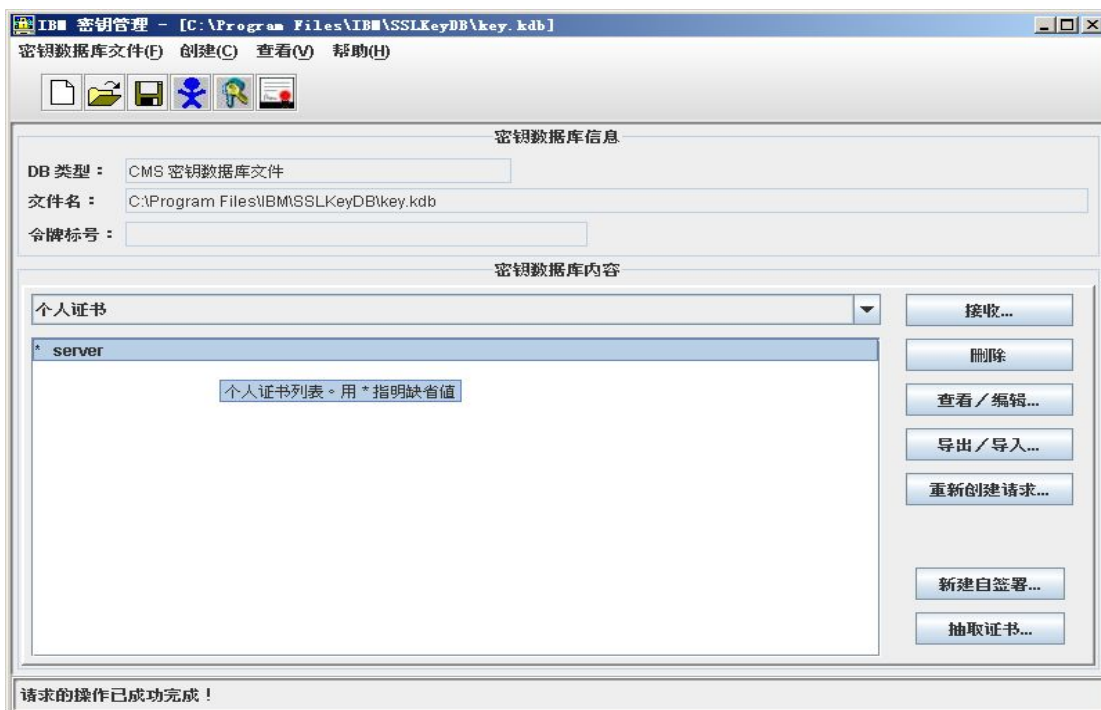 IBM 密钥管理 - [C:\Program Files\IBM\SSLKeyDB\key.kdb]
密钥数据库文件(F) 创建(C) 查看(V) 帮助(H)
密钥数据库信息
DB 类型： CMS 密钥数据库文件
文件名： C:\Program Files\IBM\SSLKeyDB\key.kdb
令牌标号：
密钥数据库内容
个人证书
接收...
* server
删除
个人证书列表。用 * 指明缺省值
查看／编辑...
导出／导入...
重新创建请求...
新建自签署...
抽取证书...
请求的操作已成功完成！